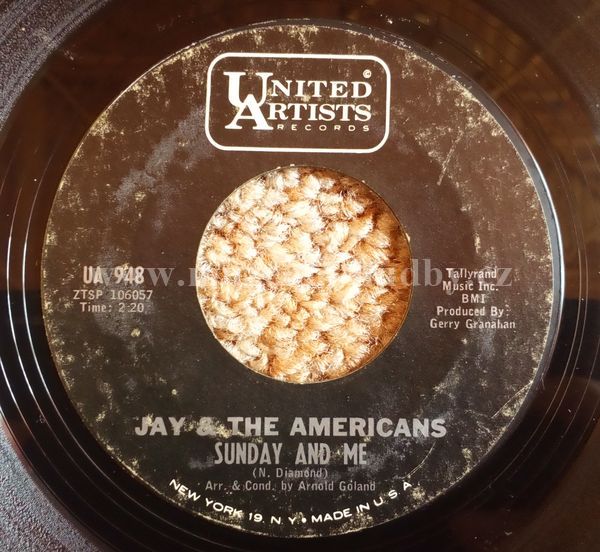 UNITED ©
ARTISTS
RECORDS
UA 948
ZTSP 106057
Time: 2:20
Tallyrand
Music Inc.
BMI
Produced By:
Gerry Granahan
JAY & THE AMERICANS
SUNDAY AND ME
(N. Diamond)
Arr. & Cond. by Arnold Goland
NEW YORK 19, N.Y. • MADE IN U S A